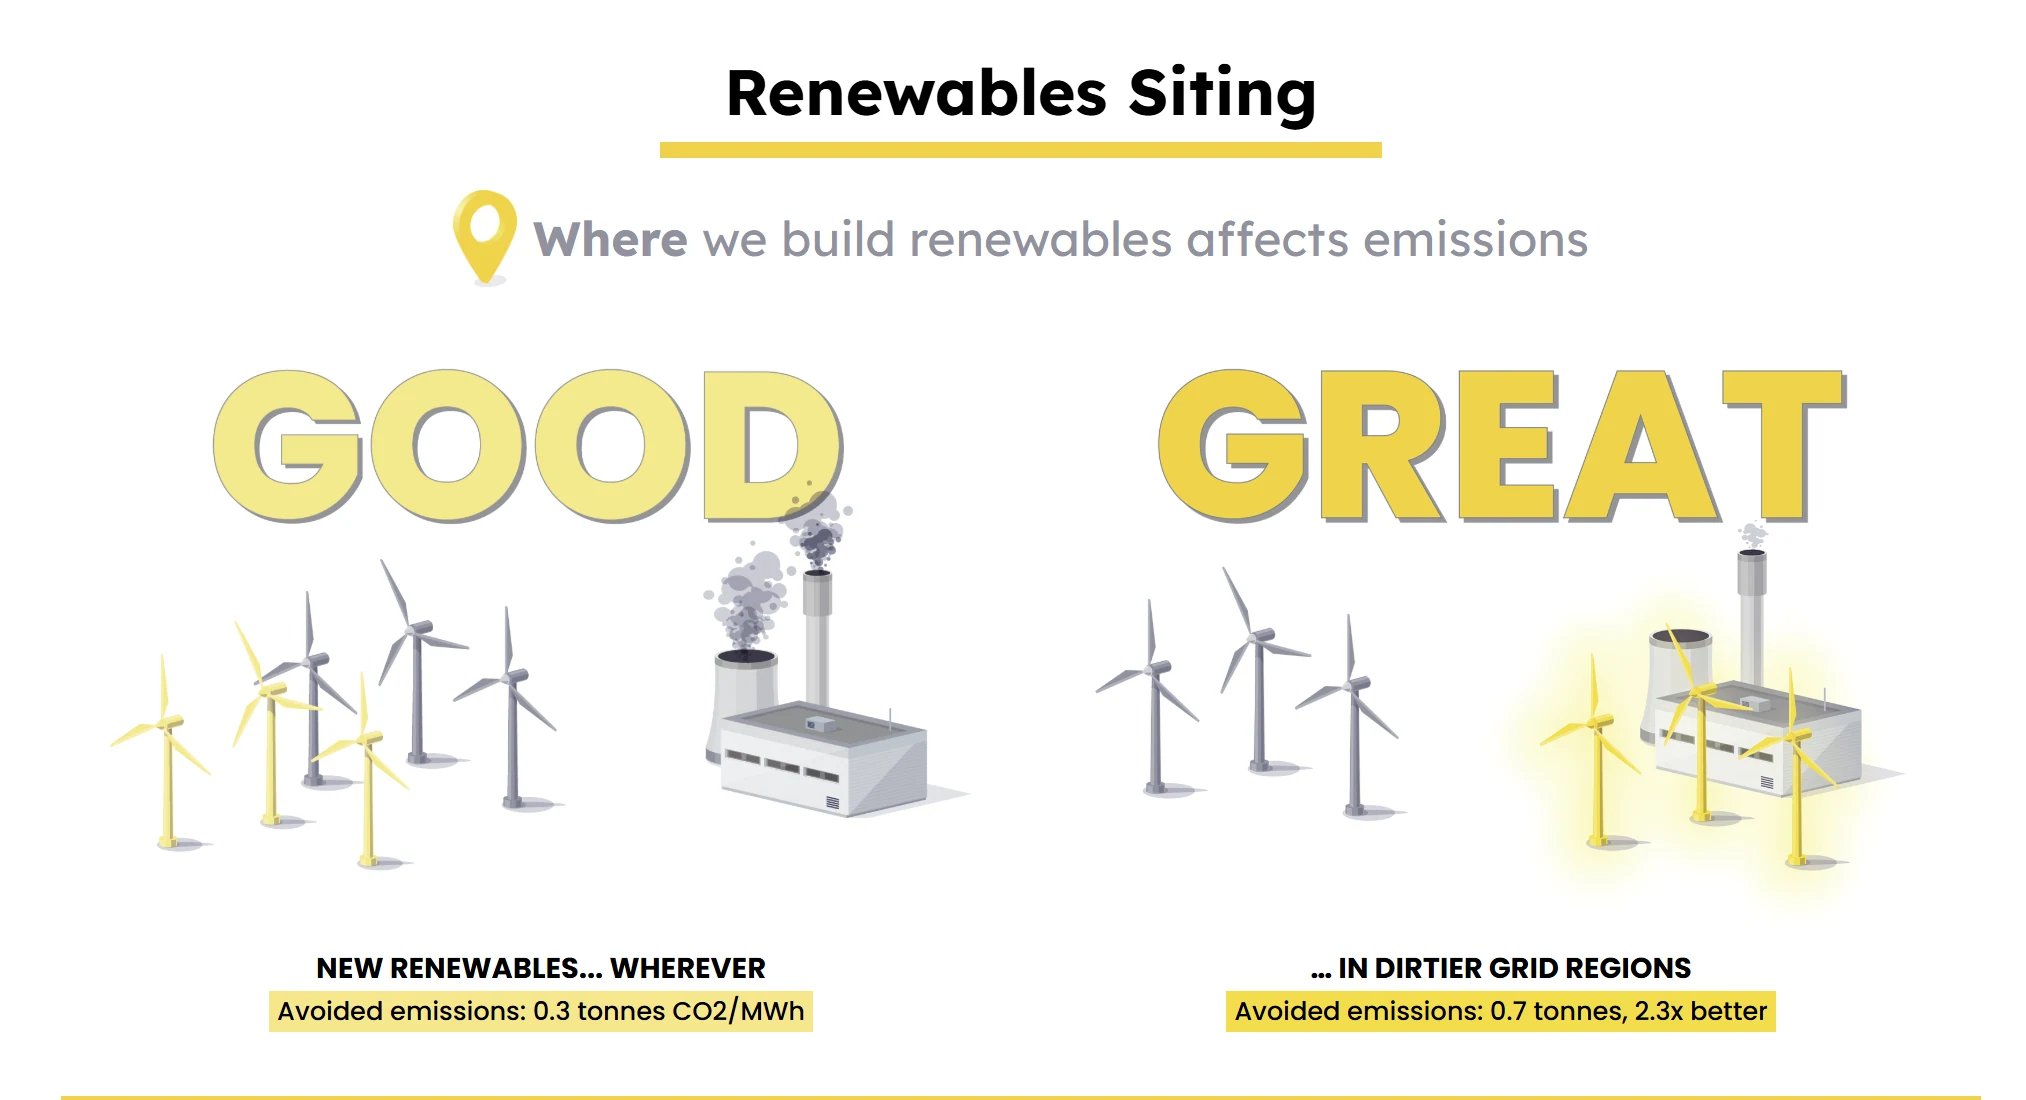 Renewables Siting
Where we build renewables affects emissions
GOOD
GREAT
NEW RENEWABLES... WHEREVER
Avoided emissions: 0.3 tonnes CO2/MWh
... IN DIRTIER GRID REGIONS
Avoided emissions: 0.7 tonnes, 2.3x better